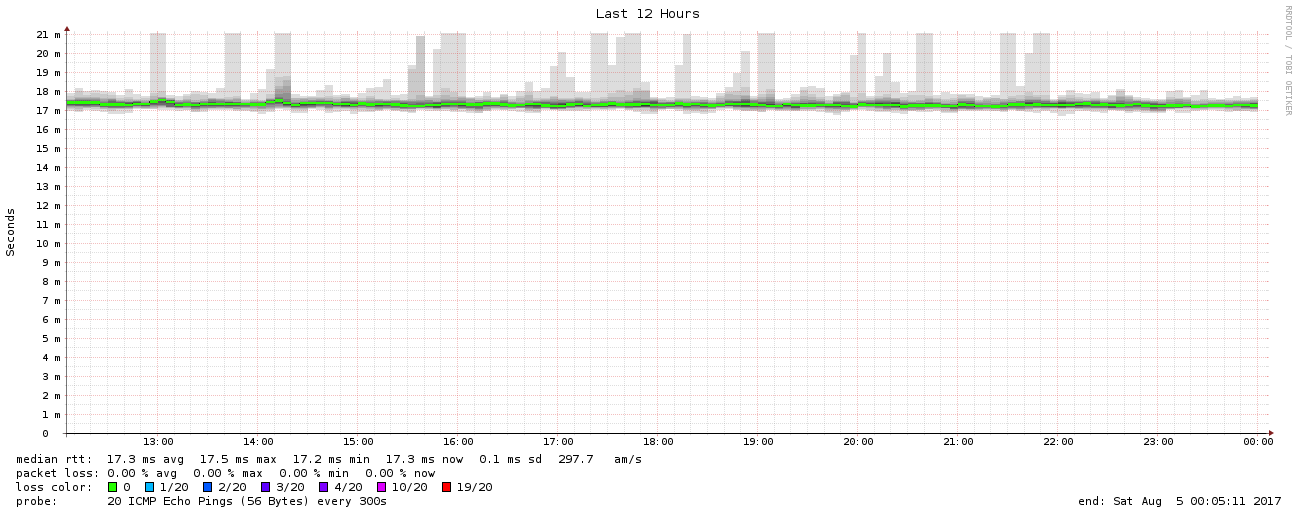 Last 12 Hours
RRDTOOL / TOBI OETIKER
Seconds
21 m
20 m
19 m
18 m
17 m
16 m
15 m
14 m
13 m
12 m
11 m
10 m
9 m
8 m
7 m
6 m
5 m
4 m
3 m
2 m
1 m
0
13:00 14:00 15:00 16:00 17:00 18:00 19:00 20:00 21:00 22:00 23:00 00:00
median rtt: 17.3 ms avg 17.5 ms max 17.2 ms min 17.3 ms now 0.1 ms sd 297.7 am/s
packet loss: 0.00 % avg 0.00 % max 0.00 % min 0.00 % now
loss color: 0 1/20 2/20 3/20 4/20 10/20 19/20
probe: 20 ICMP Echo Pings (56 Bytes) every 300s end: Sat Aug 5 00:05:11 2017